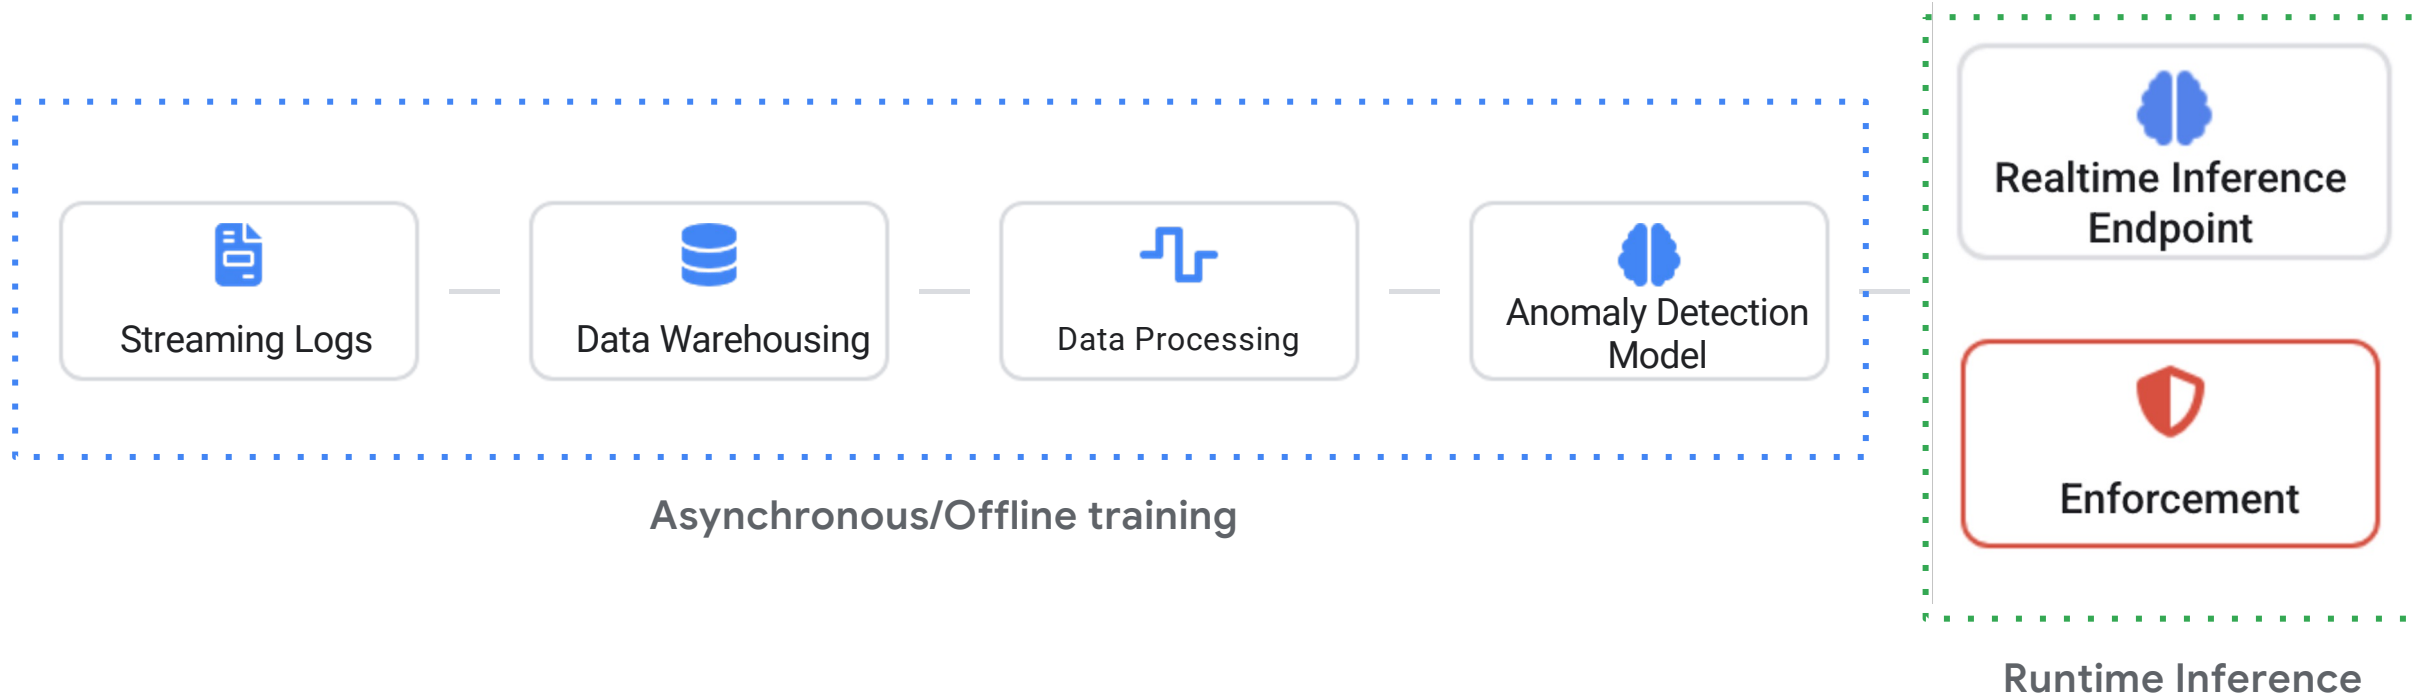 Streaming Logs
Data Warehousing
Data Processing
Anomaly Detection
Model
Asynchronous/Offline training
Realtime Inference
Endpoint
Enforcement
Runtime Inference